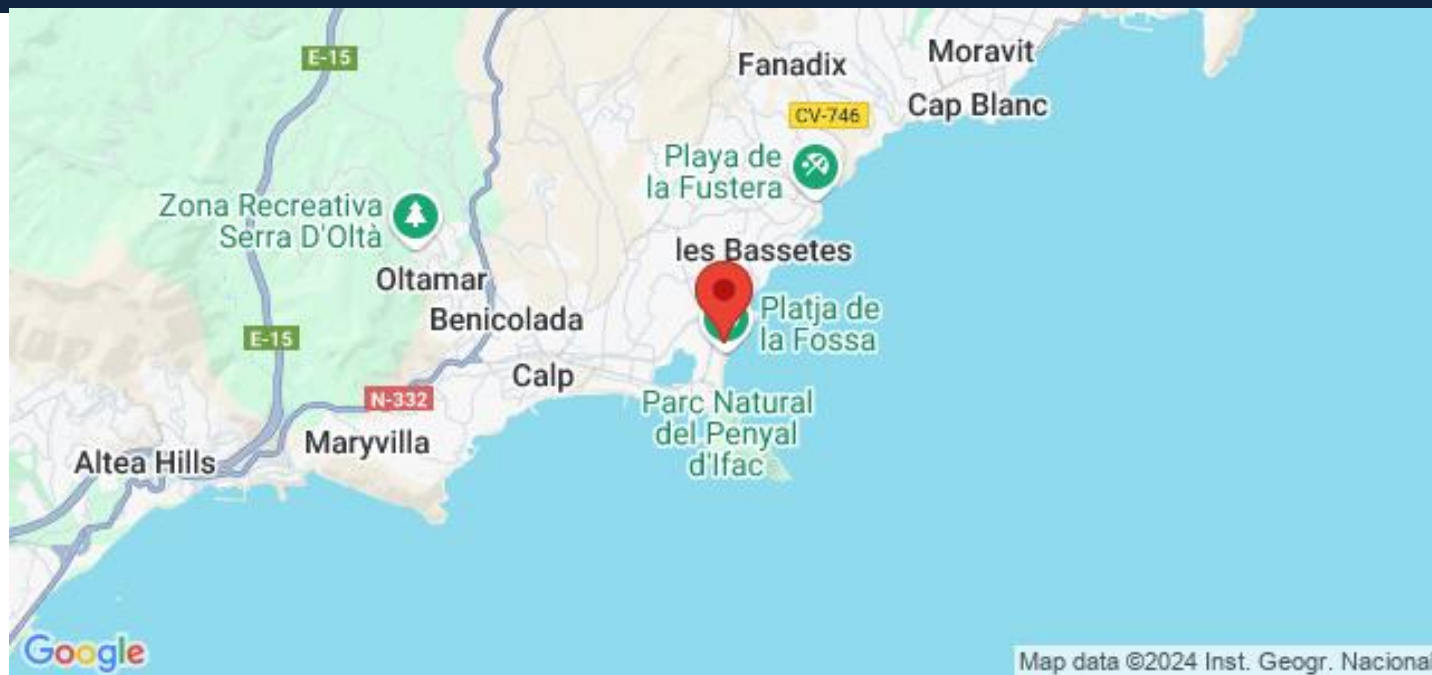 E-15
Fanadix
Moravit
Cap Blanc
CV-746
Playa de
la Fustera
Zona Recreativa
Serra D'Oltà
les Bassetes
Oltamar
Benicolada
Platja de
la Fossa
E-15
Calp
N-332
Parc Natural
del Penyal
d'Ifac
Maryvilla
Altea Hills
Google
Map data ©2024 Inst. Geogr. Nacional